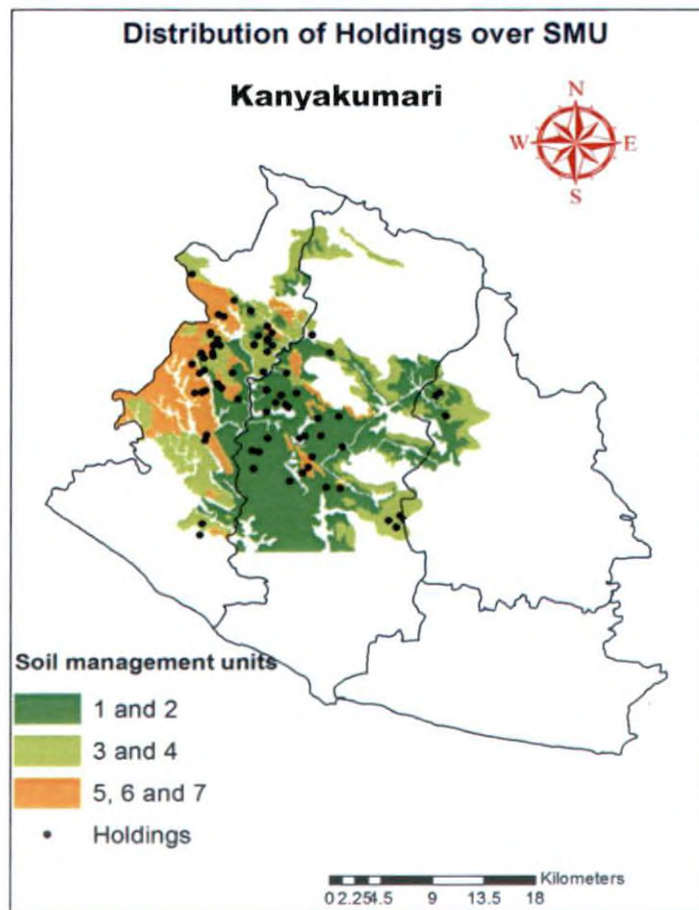 Distribution of Holdings over SMU
Kanyakumari
N
W E
S
Soil management units
1 and 2
3 and 4
5, 6 and 7
Holdings
Kilometers
0 2.25 4.5 9 13.5 18